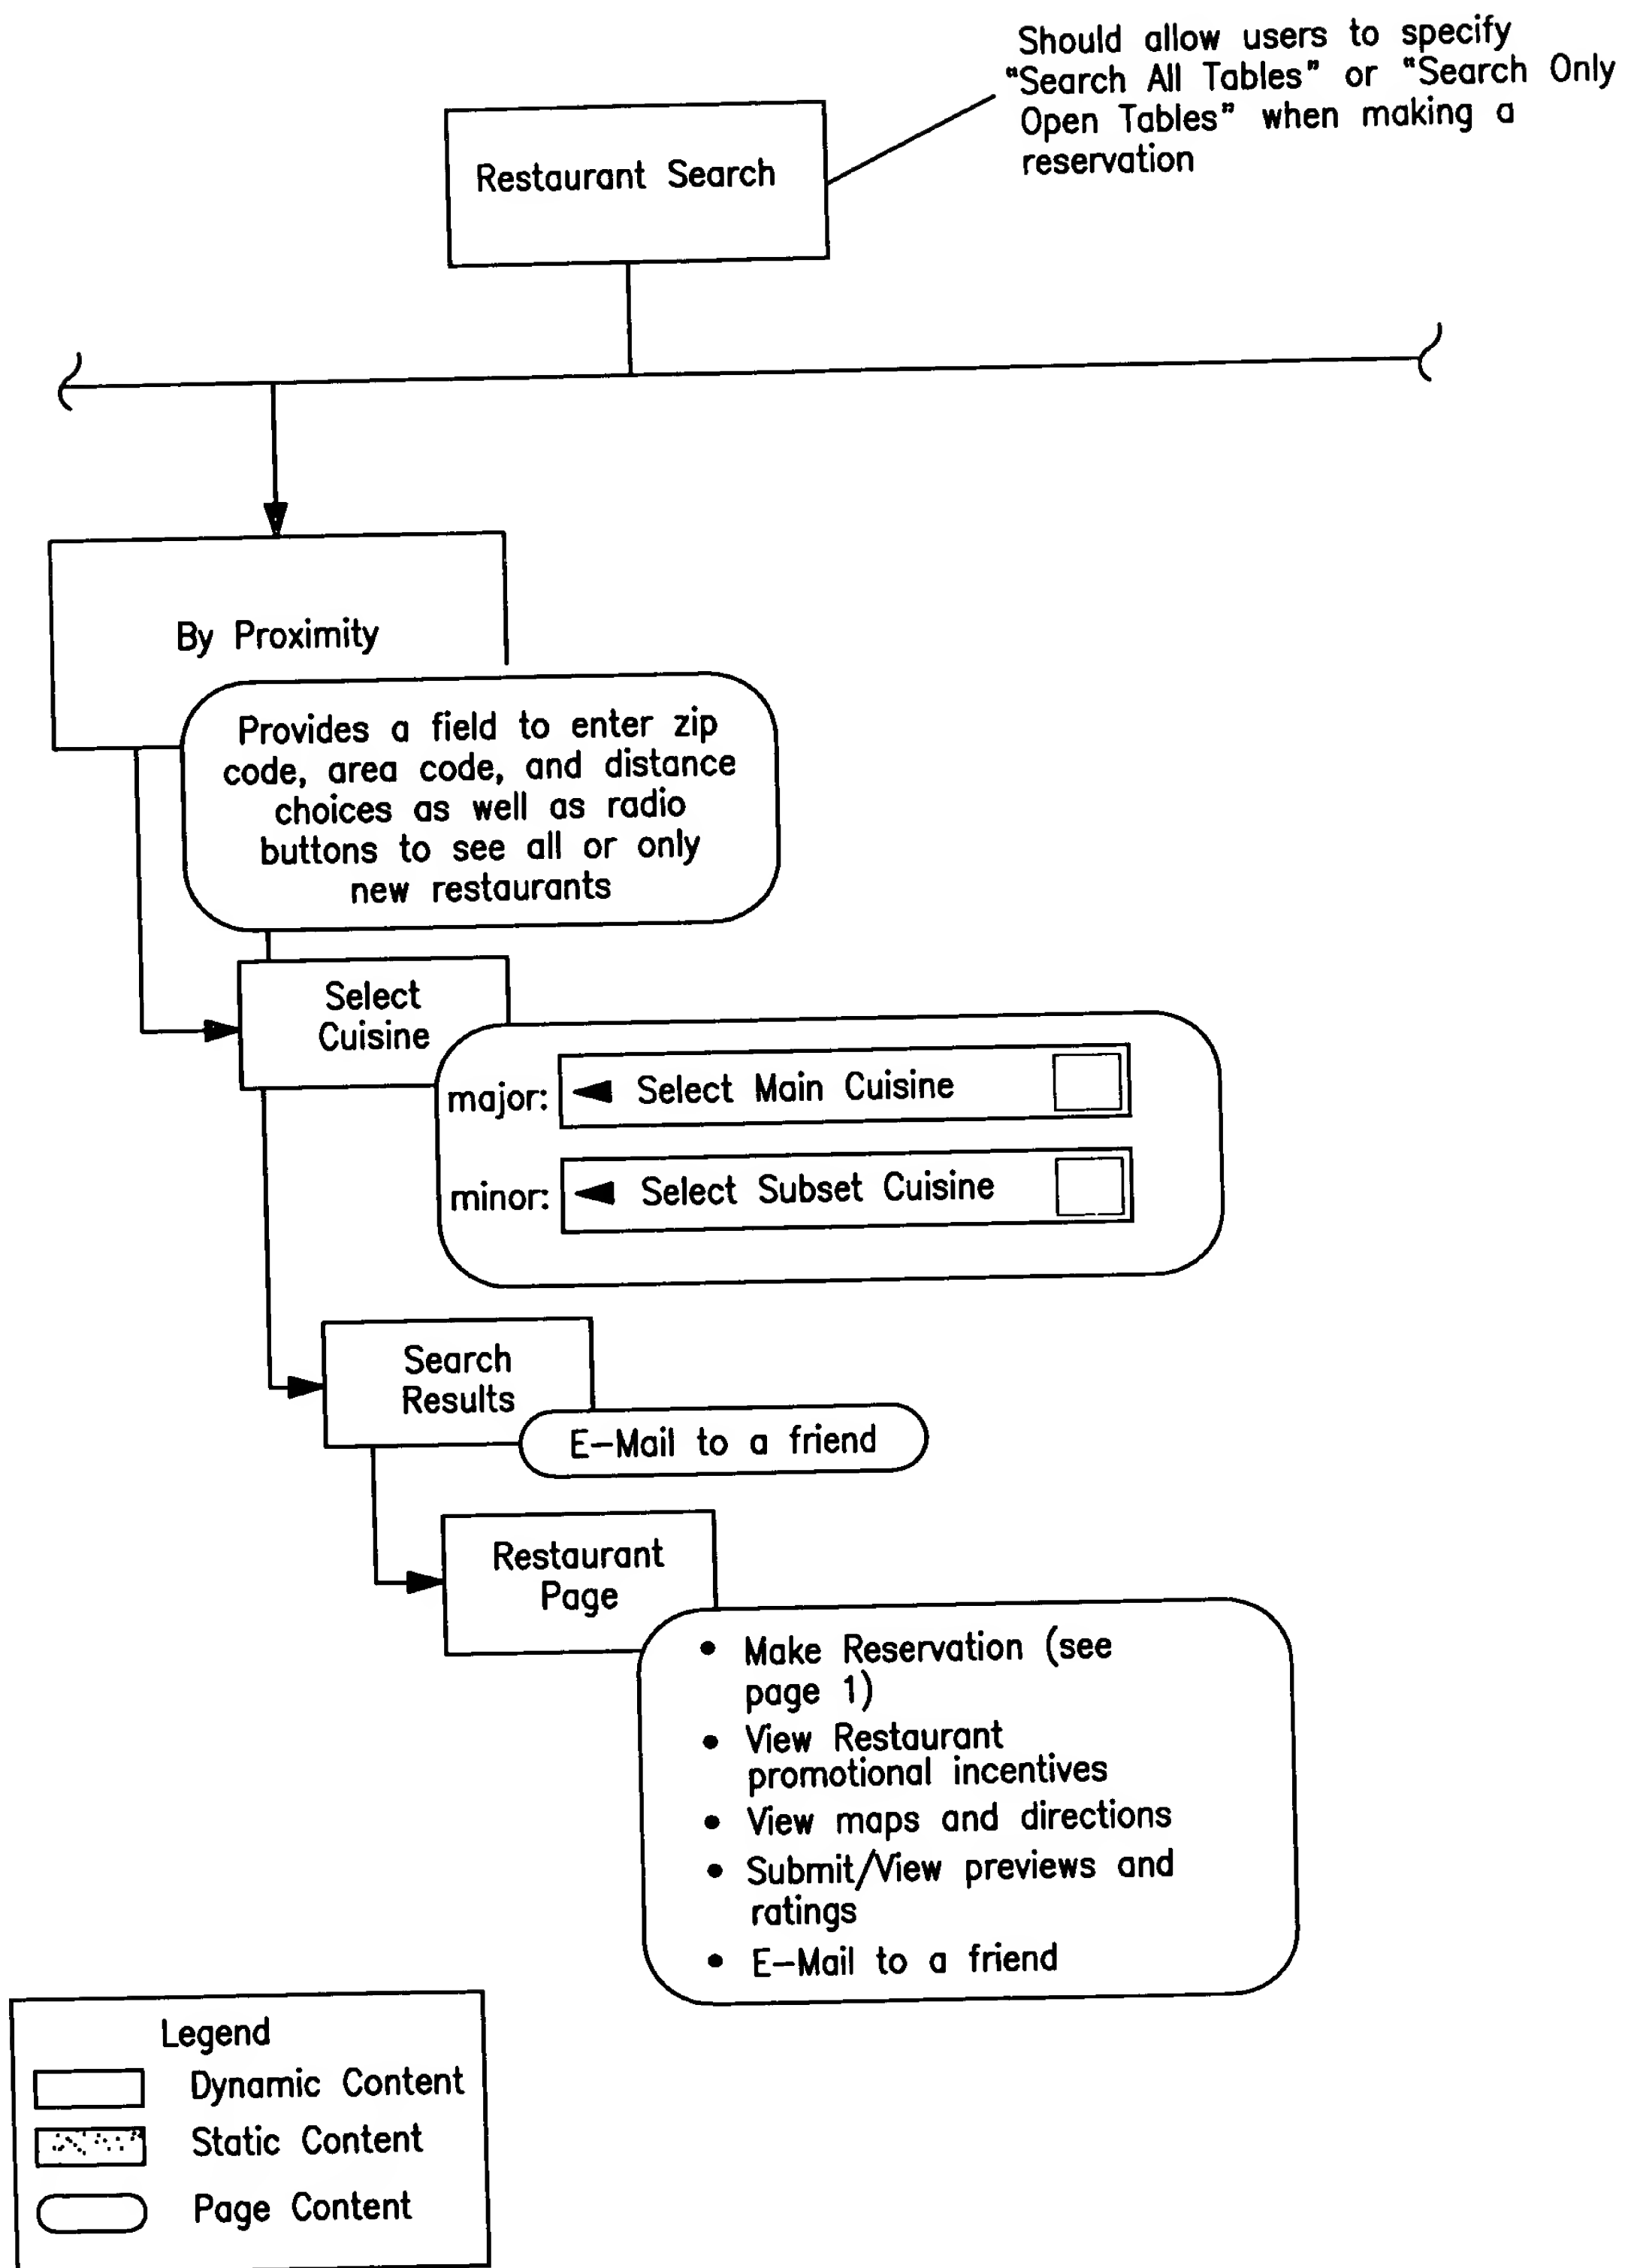 Should allow users to specify
"Search All Tables" or "Search Only
Open Tables" when making a
reservation
Restaurant Search
By Proximity
Provides a field to enter zip
code, area code, and distance
choices as well as radio
buttons to see all or only
new restaurants
Select
Cuisine
major: Select Main Cuisine
minor: Select Subset Cuisine
Search
Results
E-Mail to a friend
Restaurant
Page
• Make Reservation (see
page 1)
• View Restaurant
promotional incentives
• View maps and directions
• Submit/View previews and
ratings
• E-Mail to a friend
Legend
Dynamic Content
Static Content
Page Content